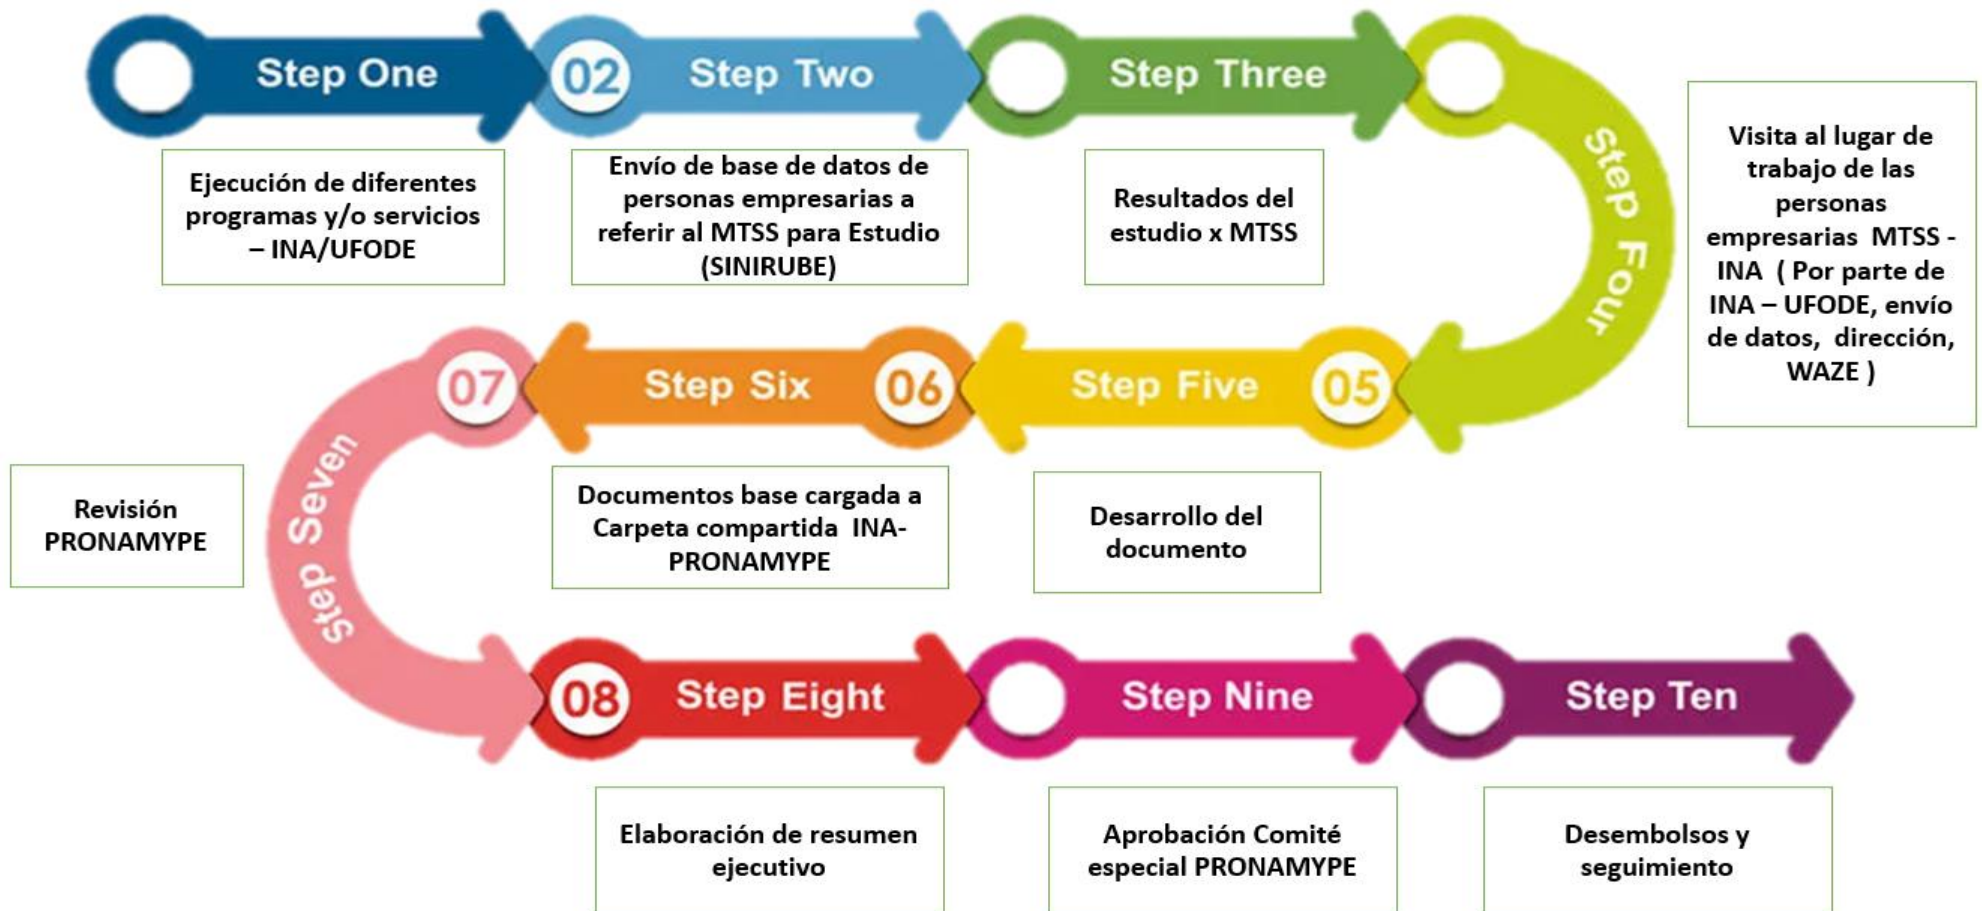 Step One
02
Step Two
Step Three
Step Four
Ejecución de diferentes
programas y/o servicios
– INA/UFODE
Envío de base de datos de
personas empresarias a
referir al MTSS para Estudio
(SINIRUBE)
Resultados del
estudio x MTSS
Visita al lugar de
trabajo de las
personas
empresarias MTSS -
INA ( Por parte de
INA – UFODE, envío
de datos, dirección,
WAZE )
05
Step Five
06
Step Six
07
Step Seven
Desarrollo del
documento
Documentos base cargada a
Carpeta compartida INA-
PRONAMYPE
Revisión
PRONAMYPE
08
Step Eight
Step Nine
Step Ten
Elaboración de resumen
ejecutivo
Aprobación Comité
especial PRONAMYPE
Desembolsos y
seguimiento